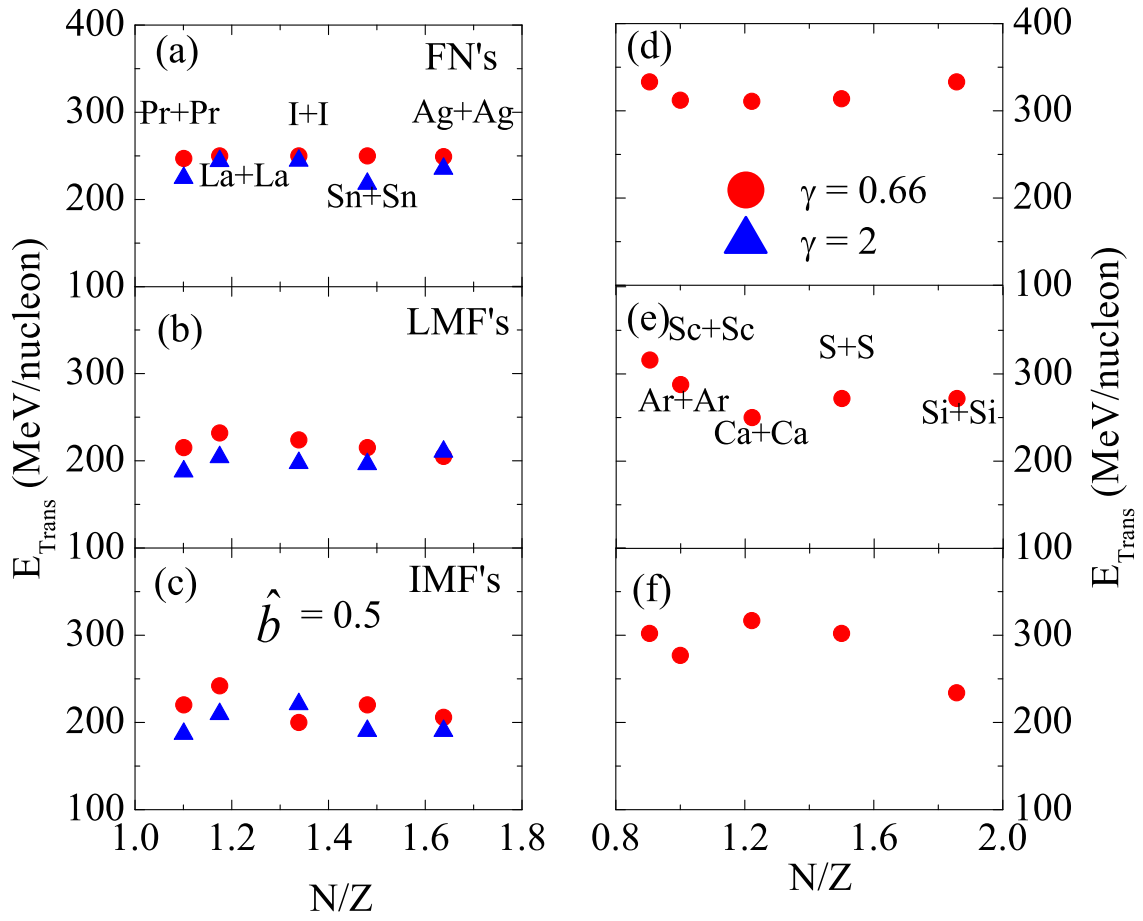 400
(a)
FN's
300
Pr+Pr
I+I
Ag+Ag
La+La
Sn+Sn
200
100
(b)
LMF's
300
200
100
(c)
IMF's
b̂ = 0.5
300
200
100
1.0 1.2 1.4 1.6 1.8
N/Z
E_Trans (MeV/nucleon)
(d)
400
300
γ = 0.66
γ = 2
200
100
(e)
Sc+Sc
S+S
300
Ar+Ar
Si+Si
Ca+Ca
200
100
(f)
300
200
100
0.8 1.2 1.6 2.0
N/Z
E_Trans (MeV/nucleon)